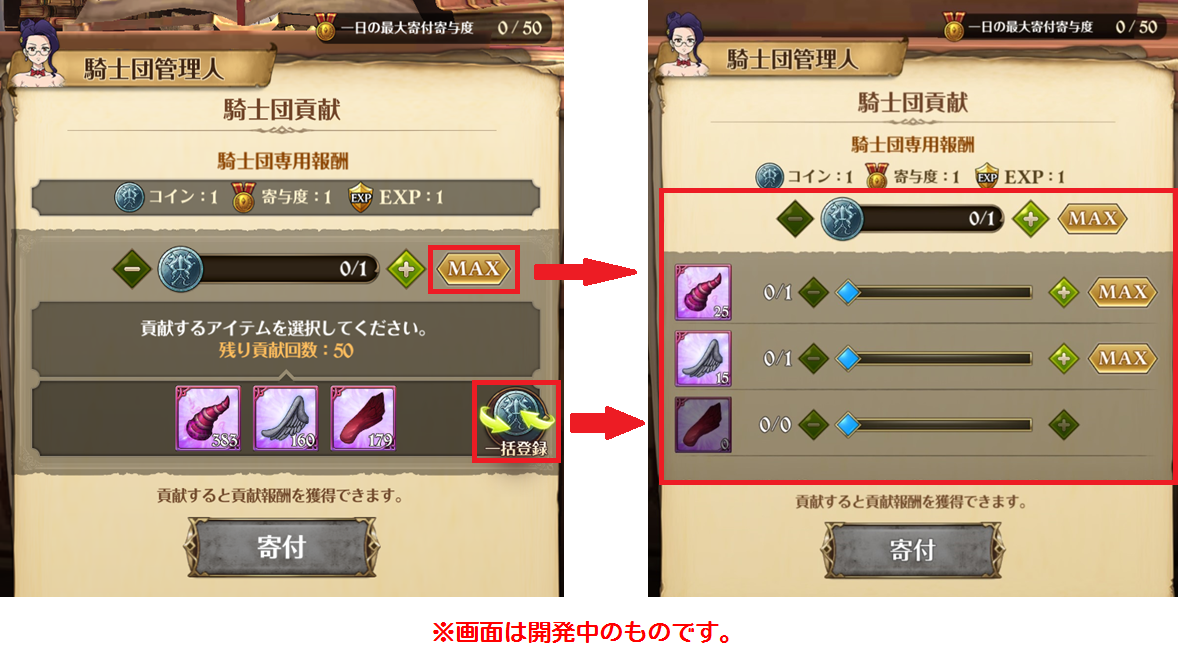 一日の最大寄付寄与度 0/50
騎士団管理人
騎士団貢献
騎士団専用報酬
コイン：1 寄与度：1 EXP EXP：1
0/1 MAX
貢献するアイテムを選択してください。
残り貢献回数：50
383 160 179 一括登録
貢献すると貢献報酬を獲得できます。
寄付
一日の最大寄付寄与度 0/50
騎士団管理人
騎士団貢献
騎士団専用報酬
コイン：1 寄与度：1 EXP EXP：1
0/1 MAX
25 0/1 MAX
15 0/1 MAX
0 0/0
貢献すると貢献報酬を獲得できます。
寄付
※画面は開発中のものです。